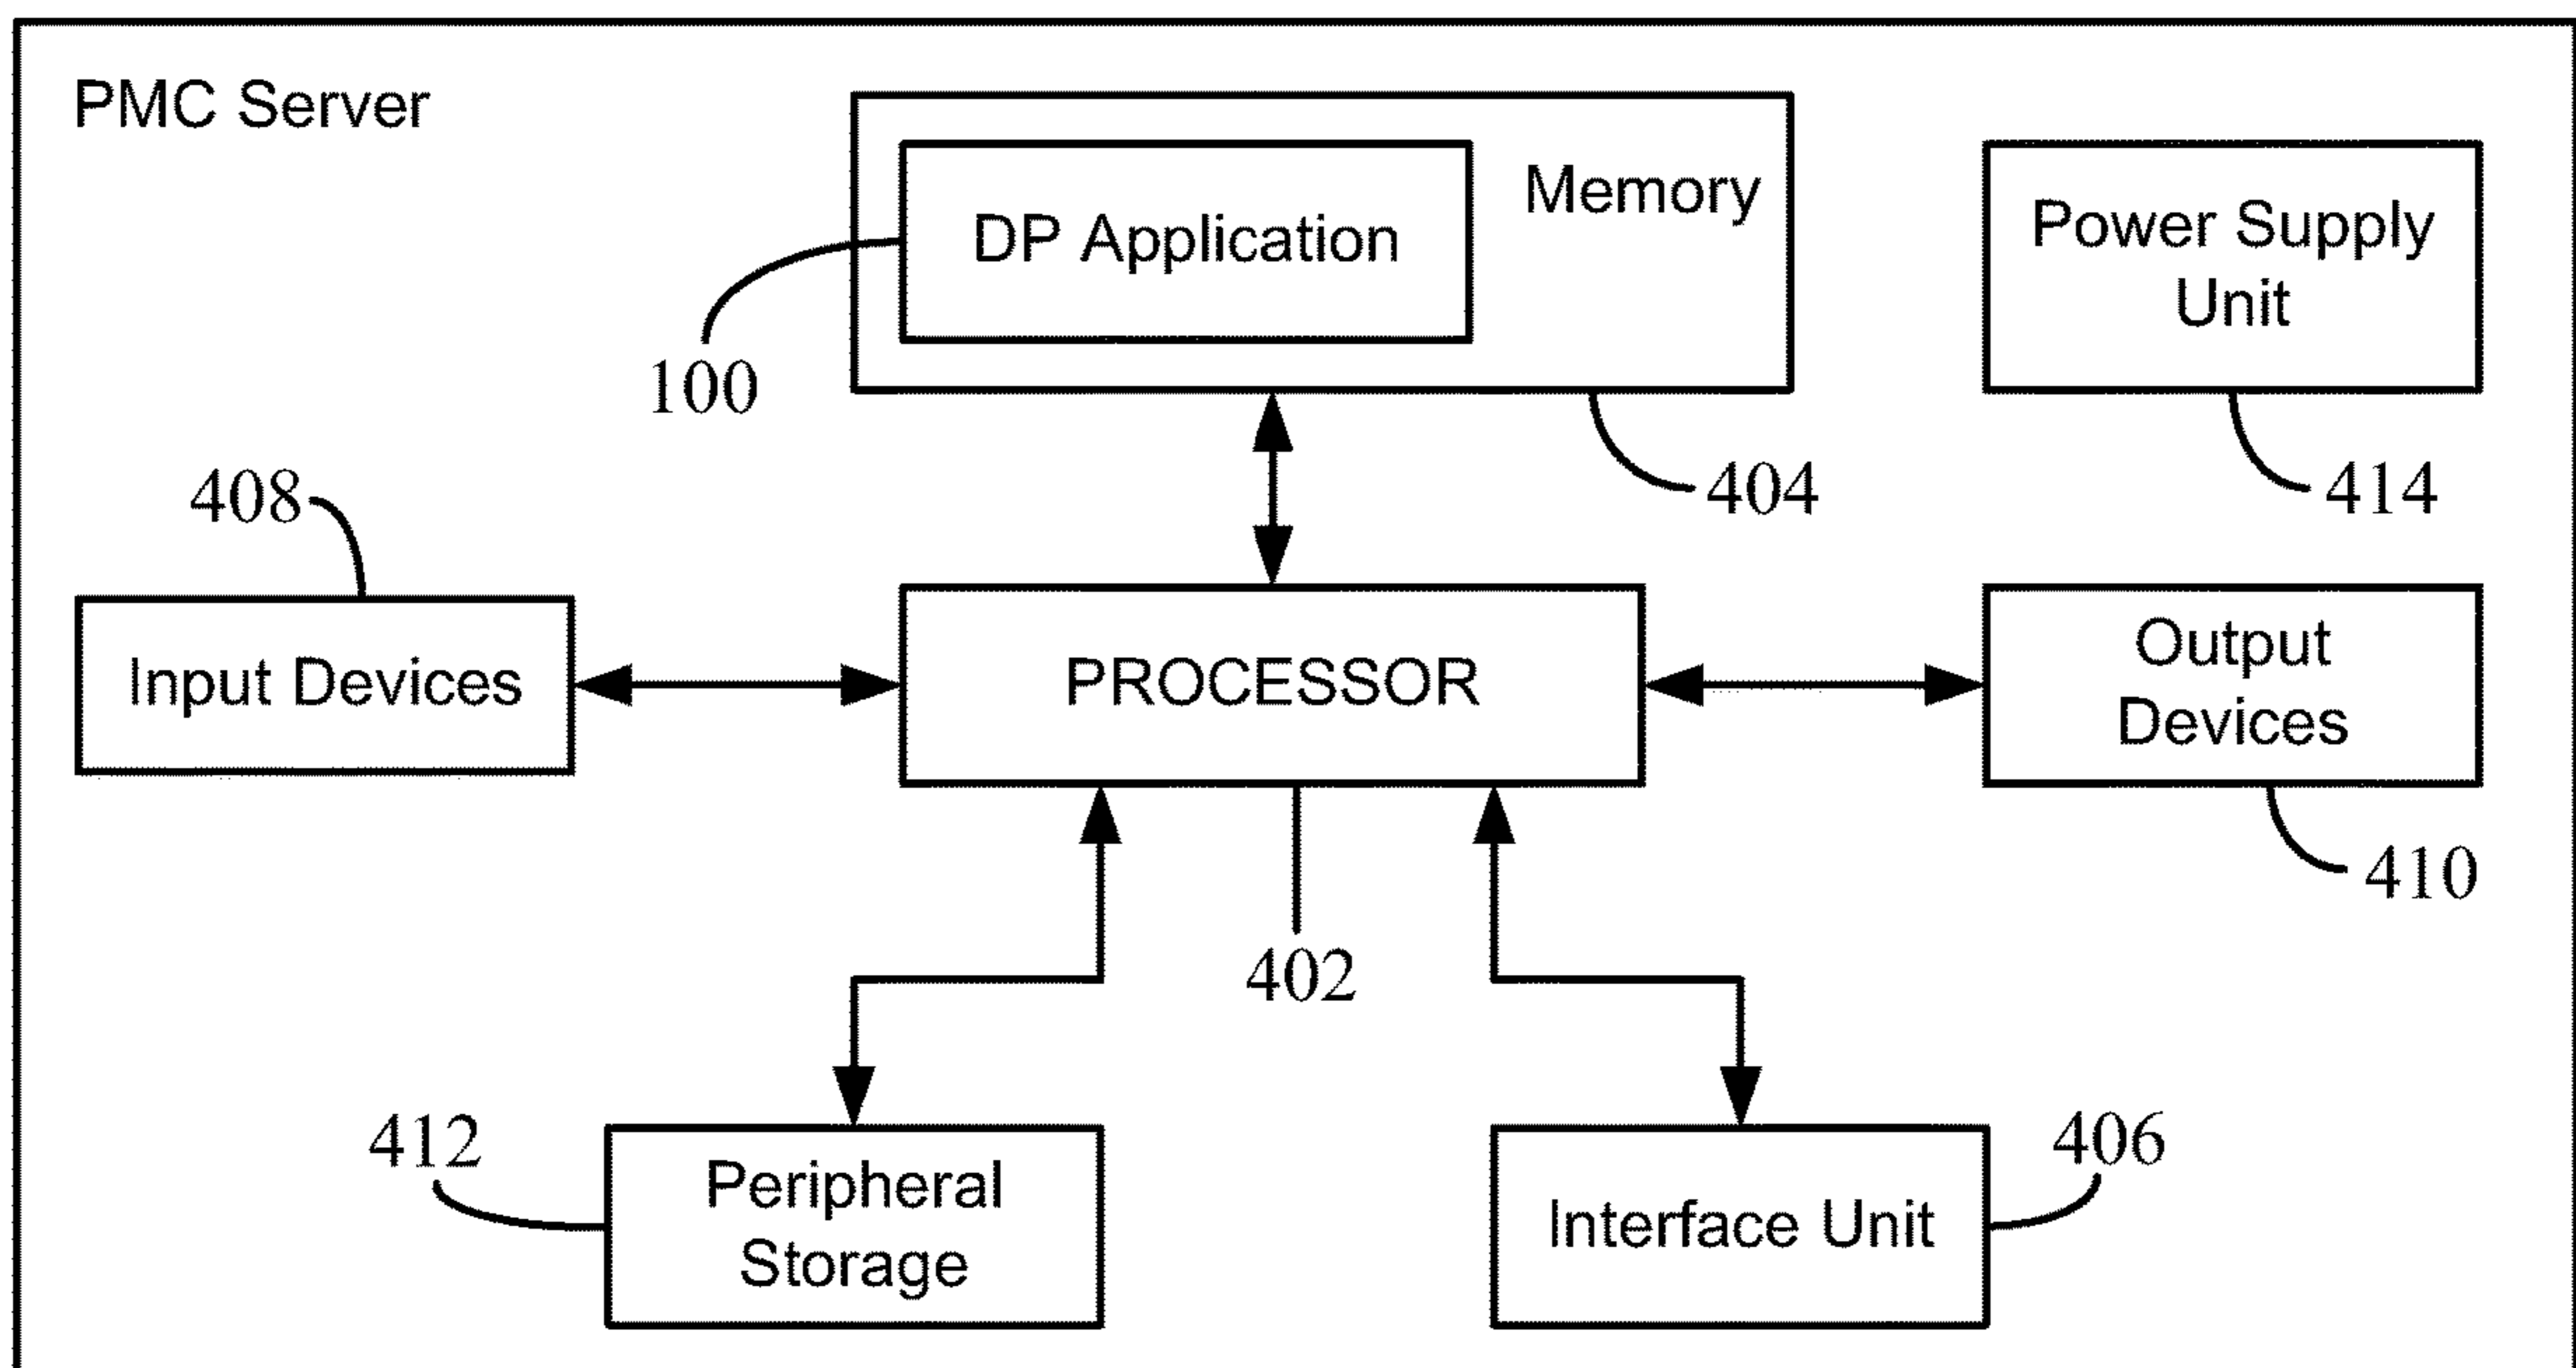 PMC Server
Memory
DP Application
Power Supply
Unit
100
404
414
408
Input Devices
PROCESSOR
Output
Devices
410
402
412
406
Peripheral
Storage
Interface Unit